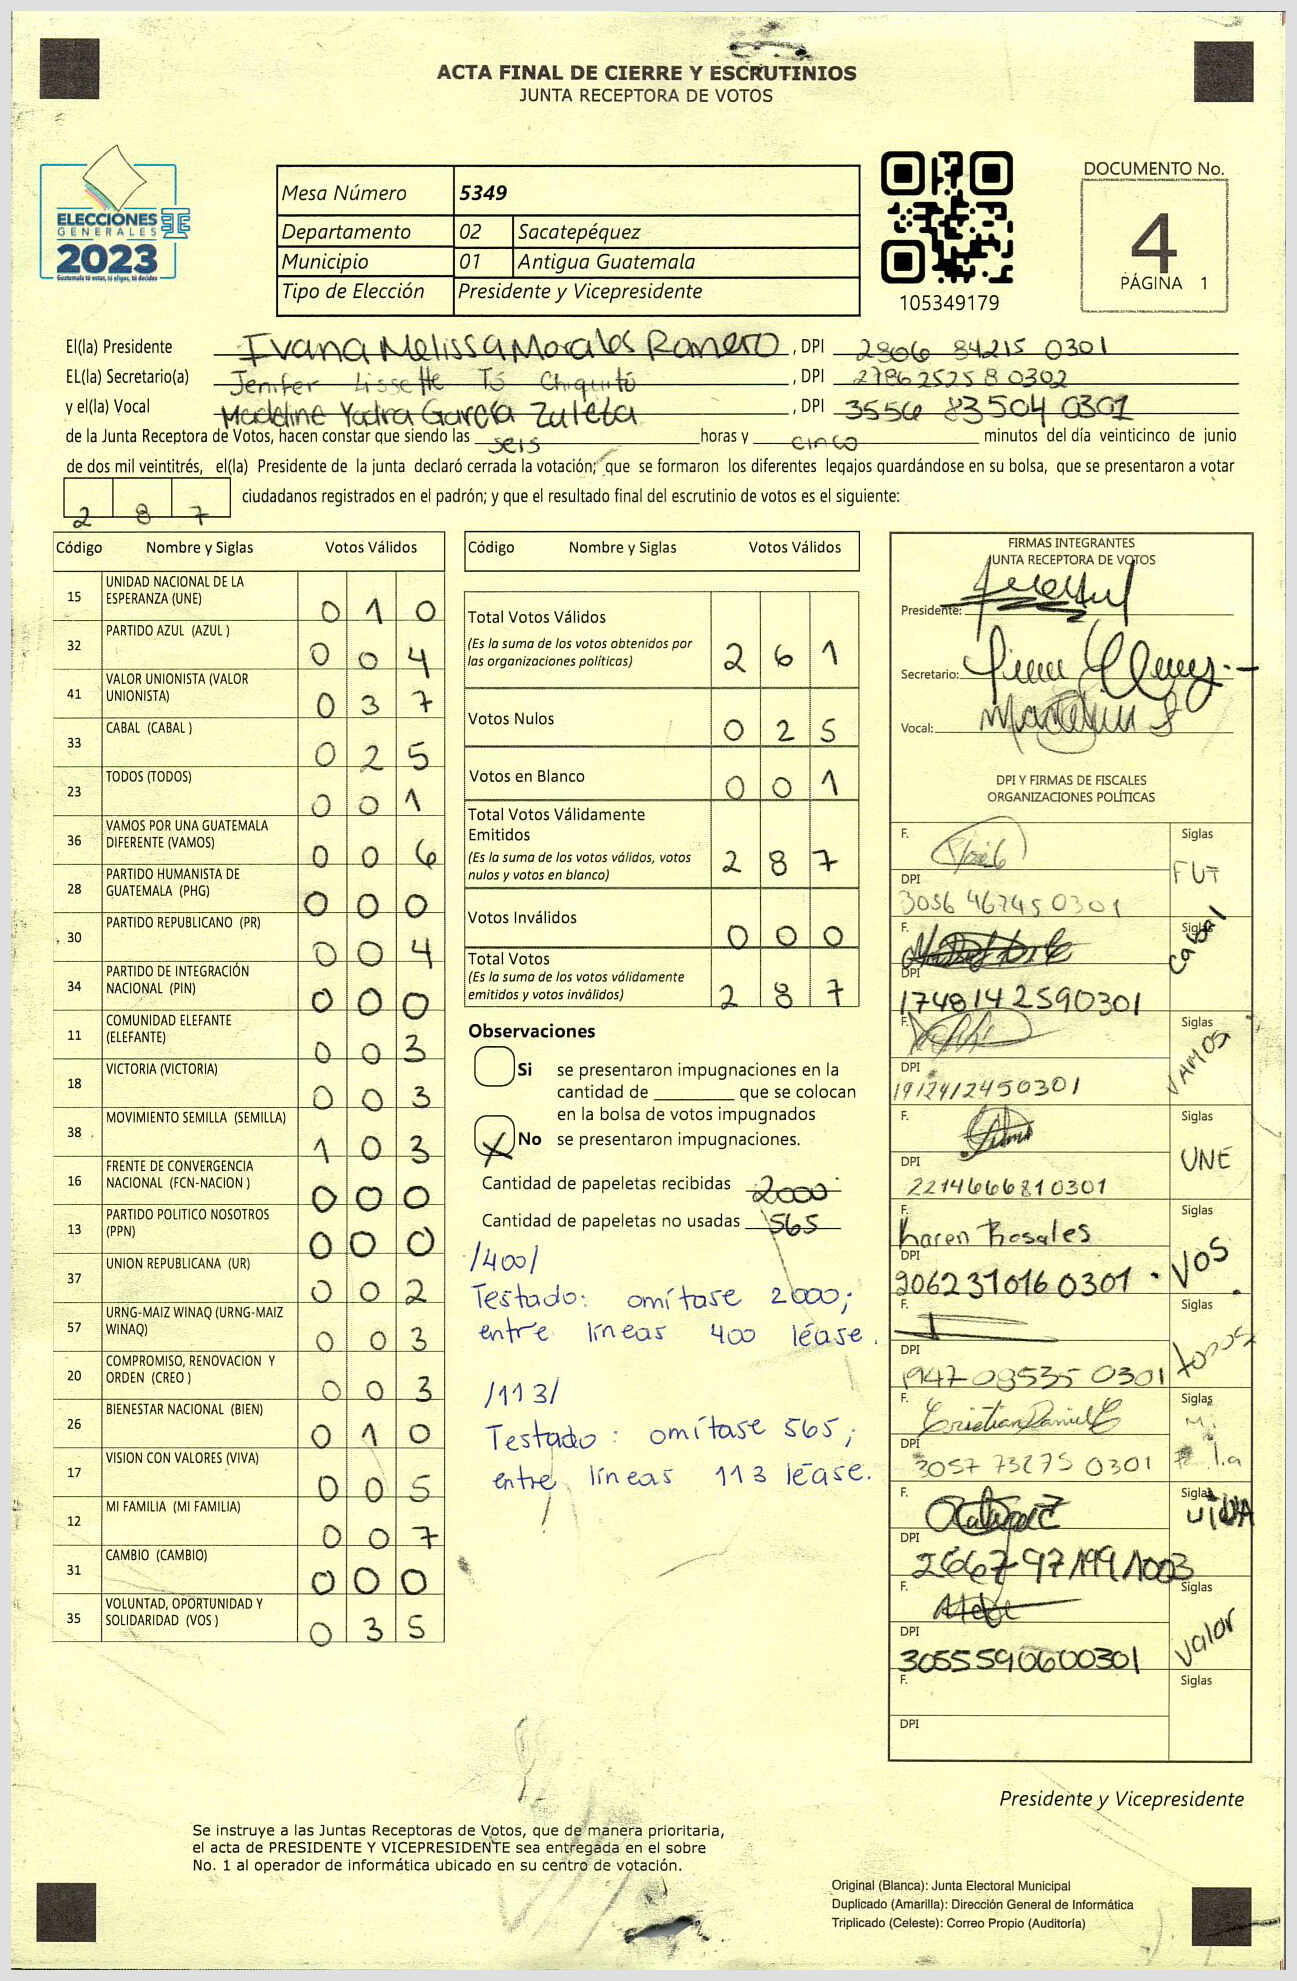 ACTA FINAL DE CIERRE Y ESCRUTINIOS
JUNTA RECEPTORA DE VOTOS
ELECCIONES
GENERALES
2023
Guatemala tú votas, tú eliges, tú decides
Mesa Número 5349
Departamento 02 Sacatepéquez
Municipio 01 Antigua Guatemala
Tipo de Elección Presidente y Vicepresidente
105349179
DOCUMENTO No.
4
PÁGINA 1
El(la) Presidente Ivana Melissa Morales Romero, DPI 2906 84215 0301
EL(la) Secretario(a) Jenifer Lissette Tó Chiquitó, DPI 2786 25258 0302
y el(la) Vocal Madeline Yadra García Zuleta, DPI 3556 83504 0301
de la Junta Receptora de Votos, hacen constar que siendo las seis horas y cinco minutos del día veinticinco de junio
de dos mil veintitrés, el(la) Presidente de la junta declaró cerrada la votación; que se formaron los diferentes legajos guardándose en su bolsa, que se presentaron a votar
2 8 7 ciudadanos registrados en el padrón; y que el resultado final del escrutinio de votos es el siguiente:
Código Nombre y Siglas Votos Válidos
15 UNIDAD NACIONAL DE LA ESPERANZA (UNE) 0 1 0
32 PARTIDO AZUL (AZUL ) 0 0 4
41 VALOR UNIONISTA (VALOR UNIONISTA) 0 3 7
33 CABAL (CABAL ) 0 2 5
23 TODOS (TODOS) 0 0 1
36 VAMOS POR UNA GUATEMALA DIFERENTE (VAMOS) 0 0 6
28 PARTIDO HUMANISTA DE GUATEMALA (PHG) 0 0 0
30 PARTIDO REPUBLICANO (PR) 0 0 4
34 PARTIDO DE INTEGRACIÓN NACIONAL (PIN) 0 0 0
11 COMUNIDAD ELEFANTE (ELEFANTE) 0 0 3
18 VICTORIA (VICTORIA) 0 0 3
38 MOVIMIENTO SEMILLA (SEMILLA) 1 0 3
16 FRENTE DE CONVERGENCIA NACIONAL (FCN-NACION ) 0 0 0
13 PARTIDO POLITICO NOSOTROS (PPN) 0 0 0
37 UNION REPUBLICANA (UR) 0 0 2
57 URNG-MAIZ WINAQ (URNG-MAIZ WINAQ) 0 0 3
20 COMPROMISO, RENOVACION Y ORDEN (CREO ) 0 0 3
26 BIENESTAR NACIONAL (BIEN) 0 1 0
17 VISION CON VALORES (VIVA) 0 0 5
12 MI FAMILIA (MI FAMILIA) 0 0 7
31 CAMBIO (CAMBIO) 0 0 0
35 VOLUNTAD, OPORTUNIDAD Y SOLIDARIDAD (VOS ) 0 3 5
Código Nombre y Siglas Votos Válidos
Total Votos Válidos
(Es la suma de los votos obtenidos por
las organizaciones políticas) 2 6 1
Votos Nulos 0 2 5
Votos en Blanco 0 0 1
Total Votos Válidamente
Emitidos
(Es la suma de los votos válidos, votos
nulos y votos en blanco) 2 8 7
Votos Inválidos 0 0 0
Total Votos
(Es la suma de los votos válidamente
emitidos y votos inválidos) 2 8 7
Observaciones
Si se presentaron impugnaciones en la
cantidad de ________ que se colocan
en la bolsa de votos impugnados
X No se presentaron impugnaciones.
Cantidad de papeletas recibidas 2000
Cantidad de papeletas no usadas 565
/400/
Testado: omítase 2000;
entre líneas 400 léase.
/113/
Testado: omítase 565;
entre líneas 113 léase.
FIRMAS INTEGRANTES
JUNTA RECEPTORA DE VOTOS
Presidente:
Secretario:
Vocal:
DPI Y FIRMAS DE FISCALES
ORGANIZACIONES POLÍTICAS
F. Siglas FUT
DPI 3056 46745 0301
F. Siglas Cabal
DPI 1748142590301
F. Siglas VAMOS
DPI 1912412450301
F. Siglas UNE
DPI 2214666810301
F. Karen Rosales Siglas VOS.
DPI 2062310160301
F. Siglas TODOS
DPI 1947 08535 0301
F. Cristian Daniel Siglas
DPI 3057 73275 0301
F. Siglas VIVA
DPI 2667971991003
F. Siglas Valor
DPI 3055590600301
F. Siglas
DPI
Presidente y Vicepresidente
Se instruye a las Juntas Receptoras de Votos, que de manera prioritaria,
el acta de PRESIDENTE Y VICEPRESIDENTE sea entregada en el sobre
No. 1 al operador de informática ubicado en su centro de votación.
Original (Blanca): Junta Electoral Municipal
Duplicado (Amarilla): Dirección General de Informática
Triplicado (Celeste): Correo Propio (Auditoría)